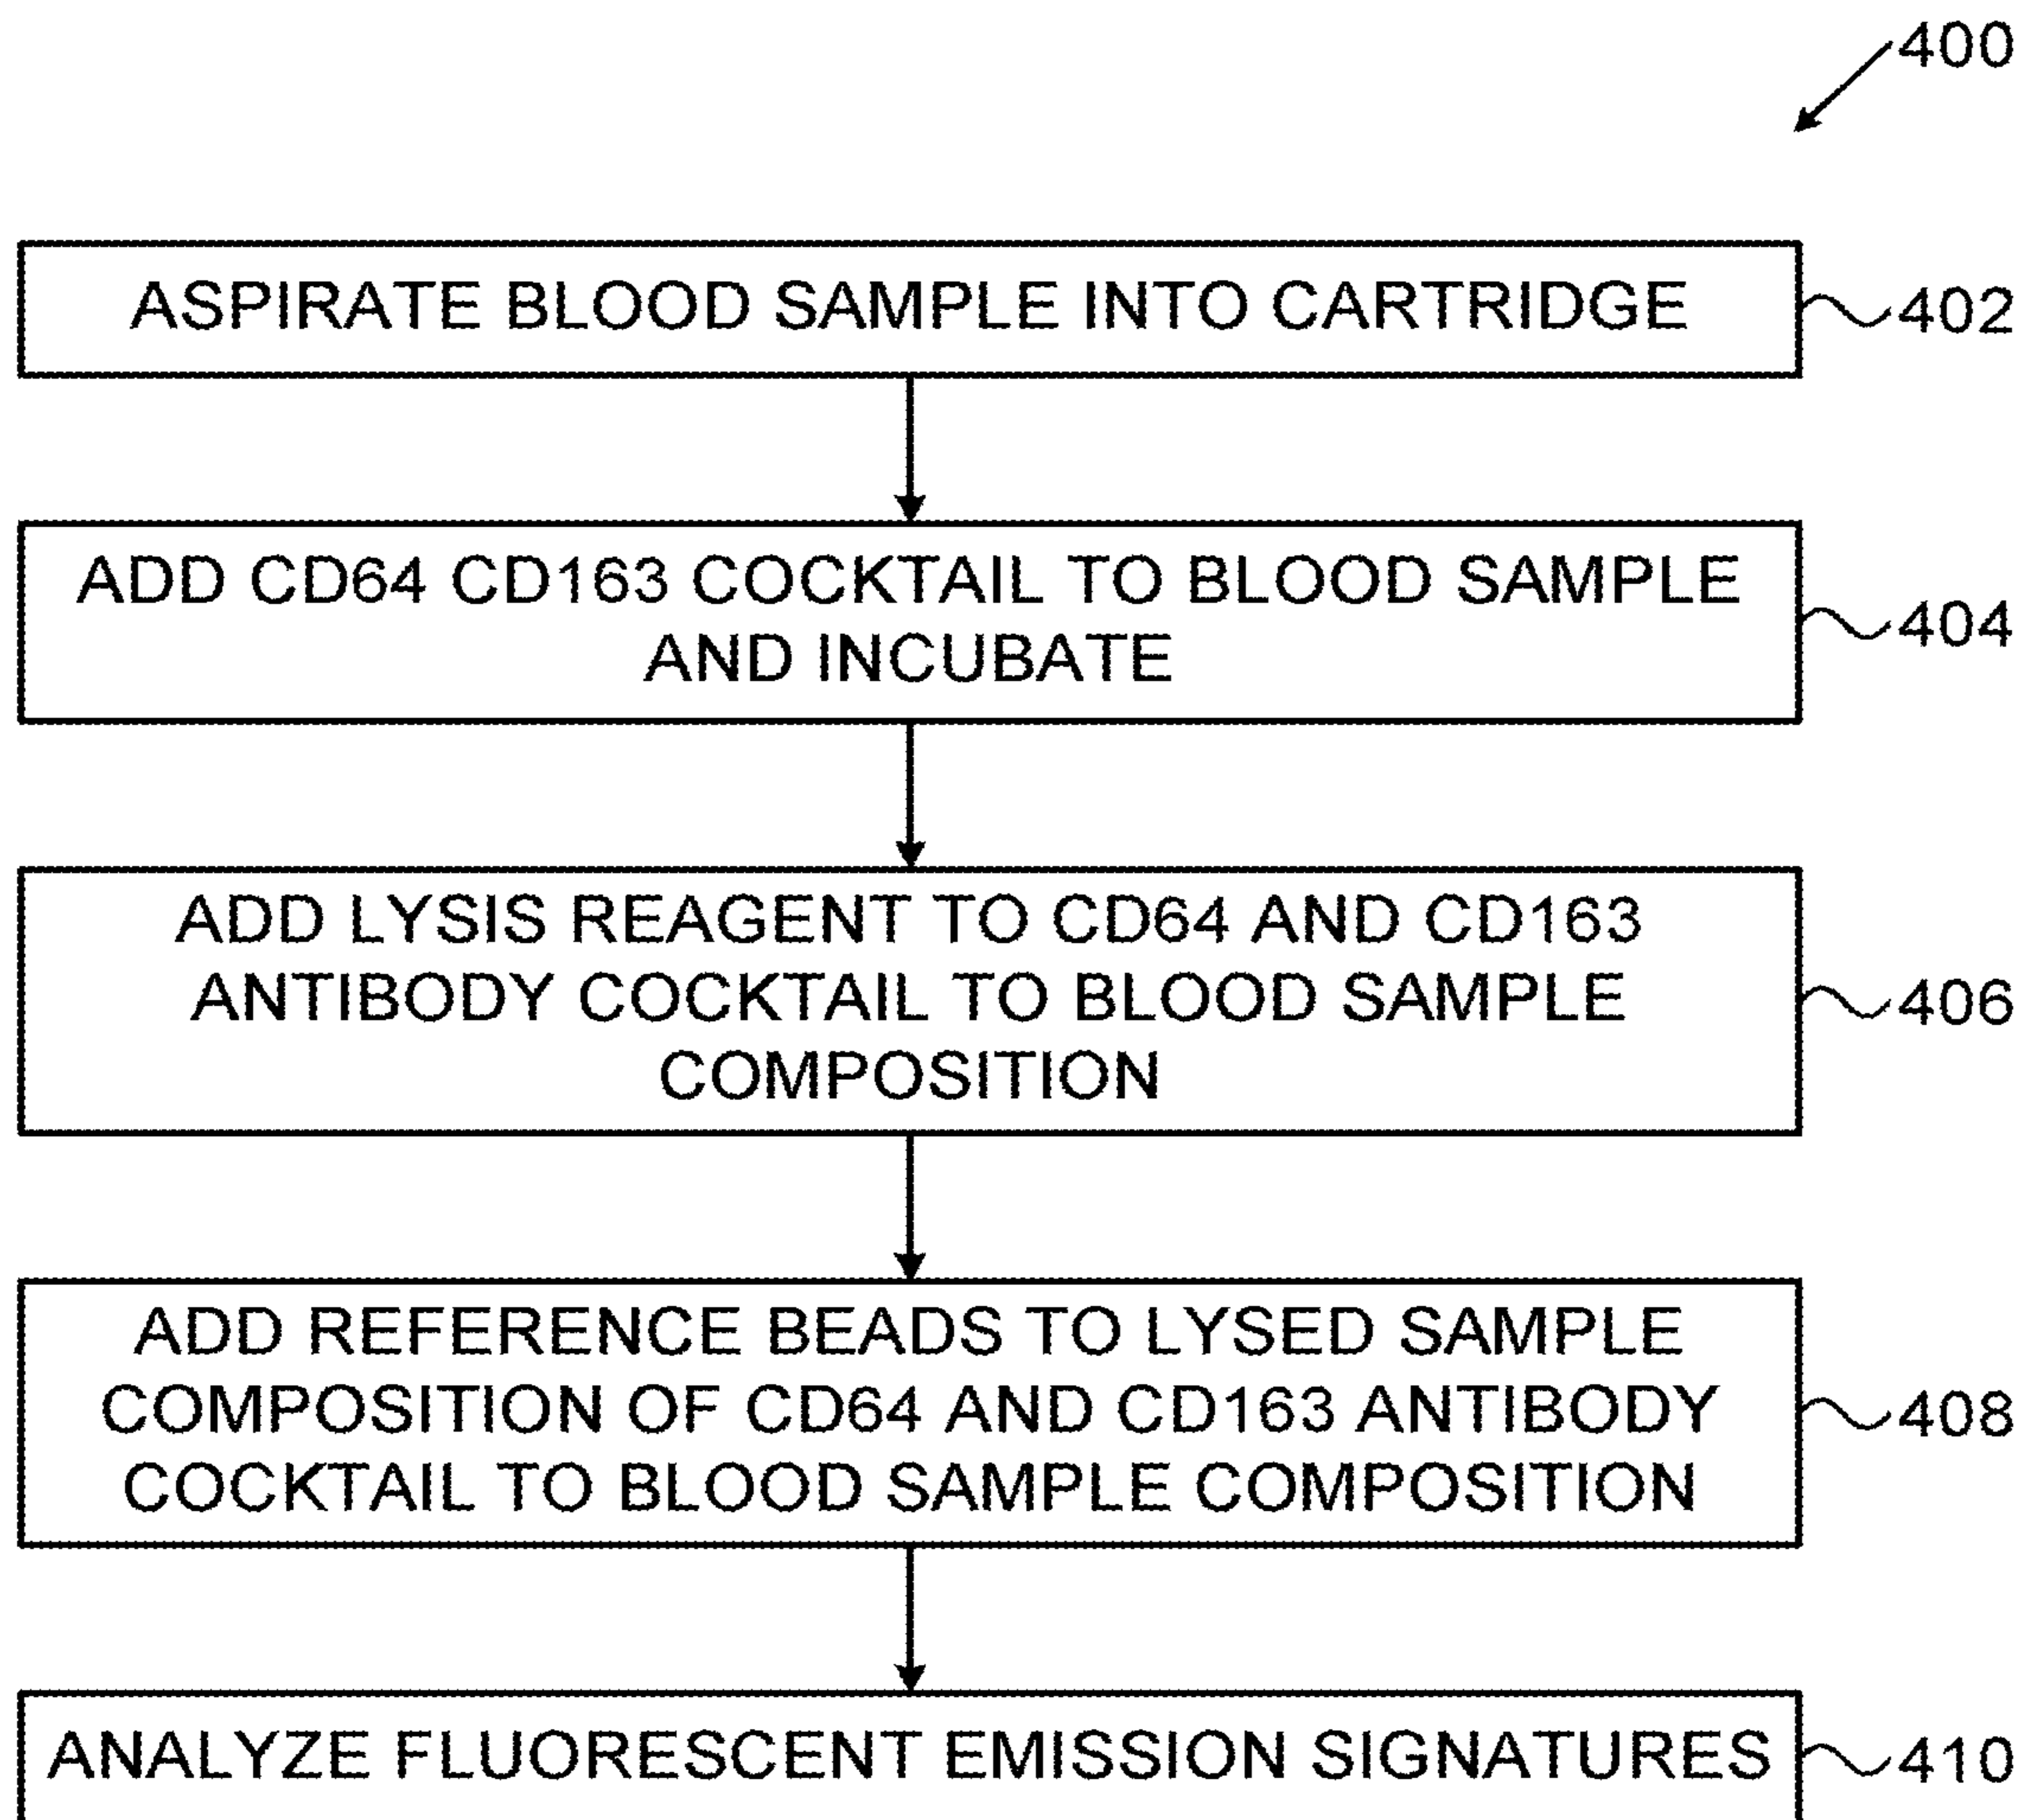 400
ASPIRATE BLOOD SAMPLE INTO CARTRIDGE
402
ADD CD64 CD163 COCKTAIL TO BLOOD SAMPLE
AND INCUBATE
404
ADD LYSIS REAGENT TO CD64 AND CD163
ANTIBODY COCKTAIL TO BLOOD SAMPLE
COMPOSITION
406
ADD REFERENCE BEADS TO LYSED SAMPLE
COMPOSITION OF CD64 AND CD163 ANTIBODY
COCKTAIL TO BLOOD SAMPLE COMPOSITION
408
ANALYZE FLUORESCENT EMISSION SIGNATURES
410